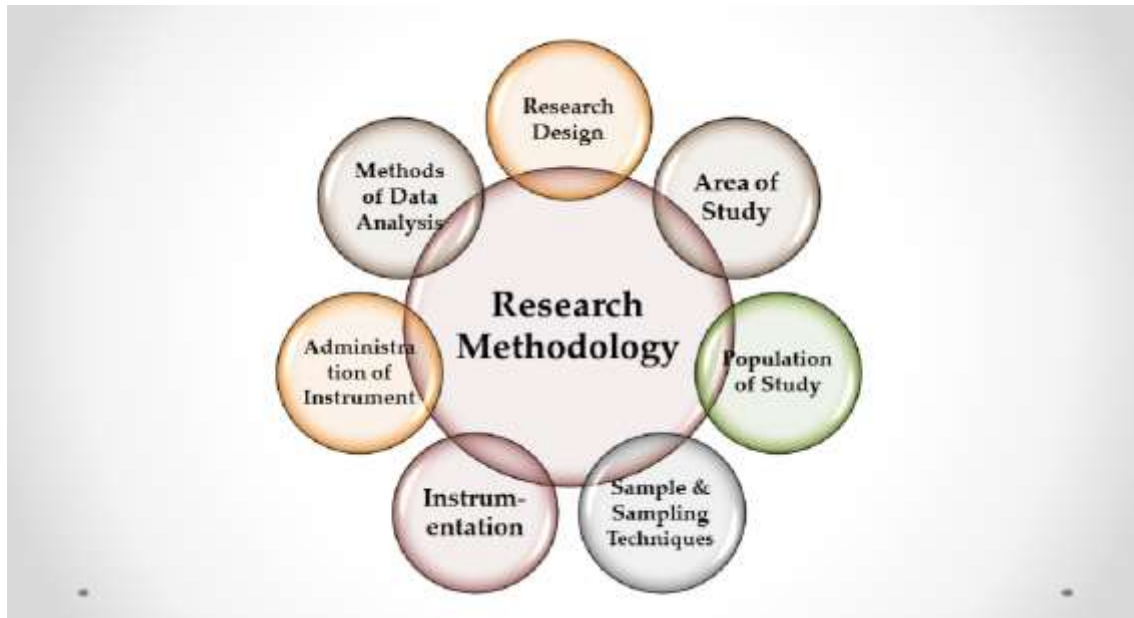 Research
Design
Area of
Study
Population
of Study
Sample &
Sampling
Techniques
Instrum-
entation
Administra
tion of
Instrument
Methods
of Data
Analysis
Research
Methodology